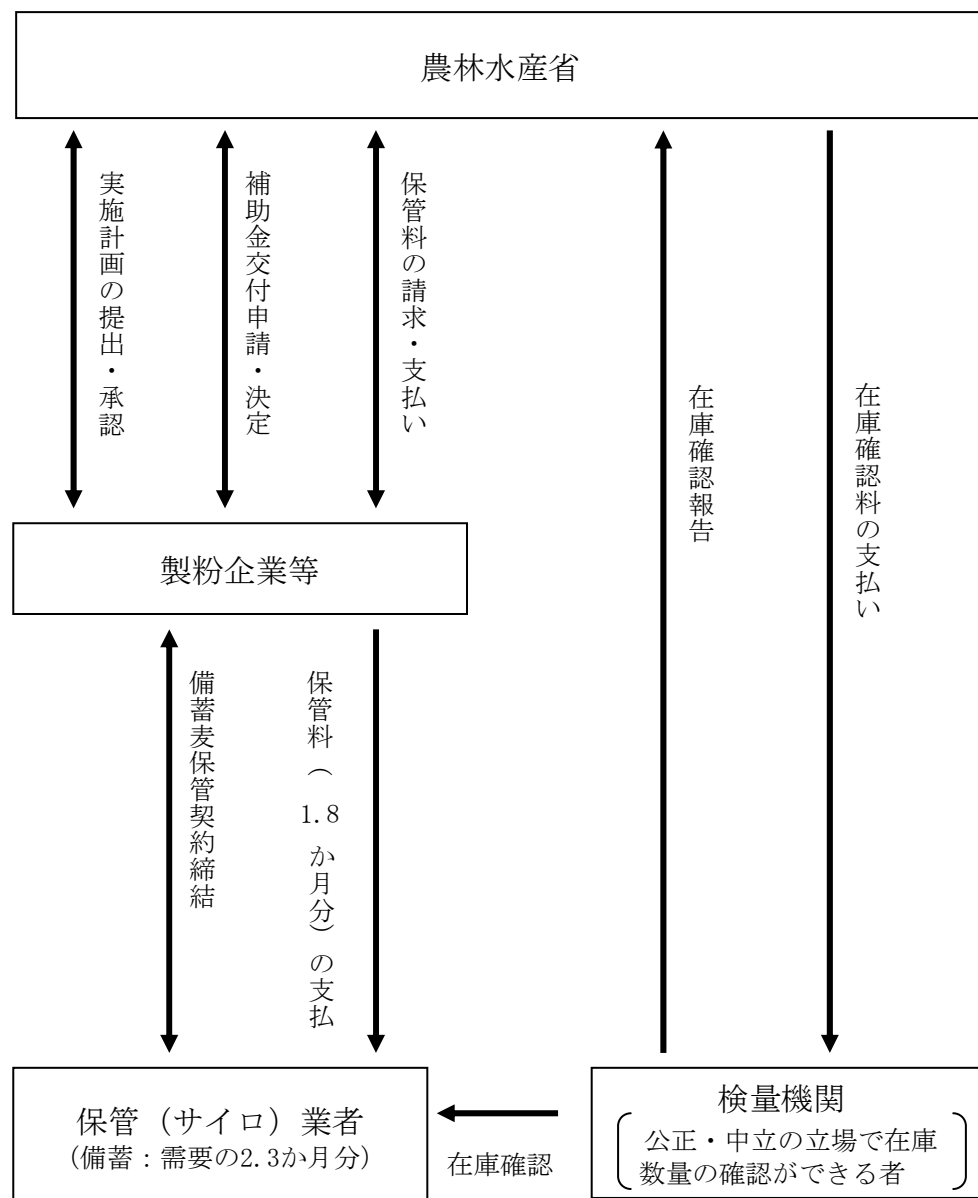 農林水産省
実施計画の提出・承認
補助金交付申請・決定
保管料の請求・支払い
在庫確認報告
在庫確認料の支払い
製粉企業等
備蓄麦保管契約締結
保管料（1.8か月分）の支払
保管（サイロ）業者
(備蓄：需要の2.3か月分)
在庫確認
検量機関
公正・中立の立場で在庫
数量の確認ができる者